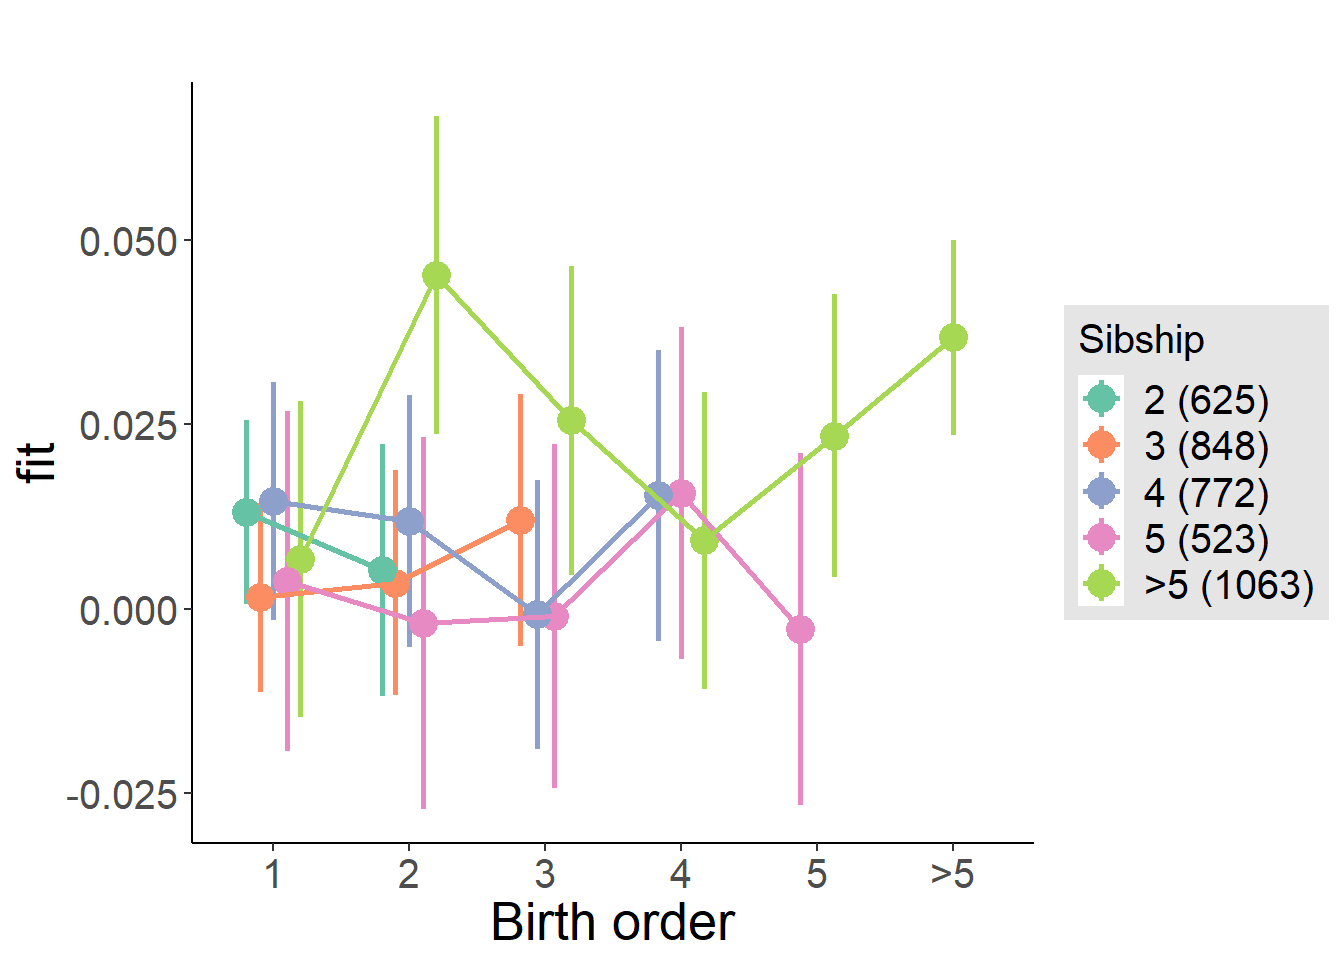 0.050
0.025
0.000
-0.025
fit
1 2 3 4 5 >5
Birth order
Sibship
2 (625)
3 (848)
4 (772)
5 (523)
>5 (1063)